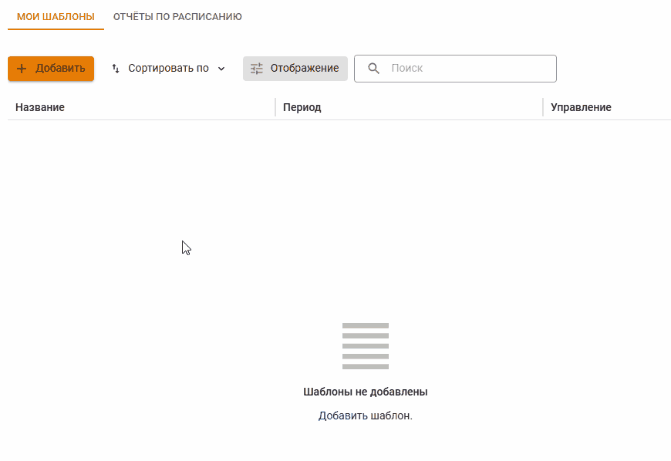 МОИ ШАБЛОНЫ ОТЧЁТЫ ПО РАСПИСАНИЮ
Добавить Сортировать по Отображение Поиск
Название Период Управление
Шаблоны не добавлены
Добавить шаблон.